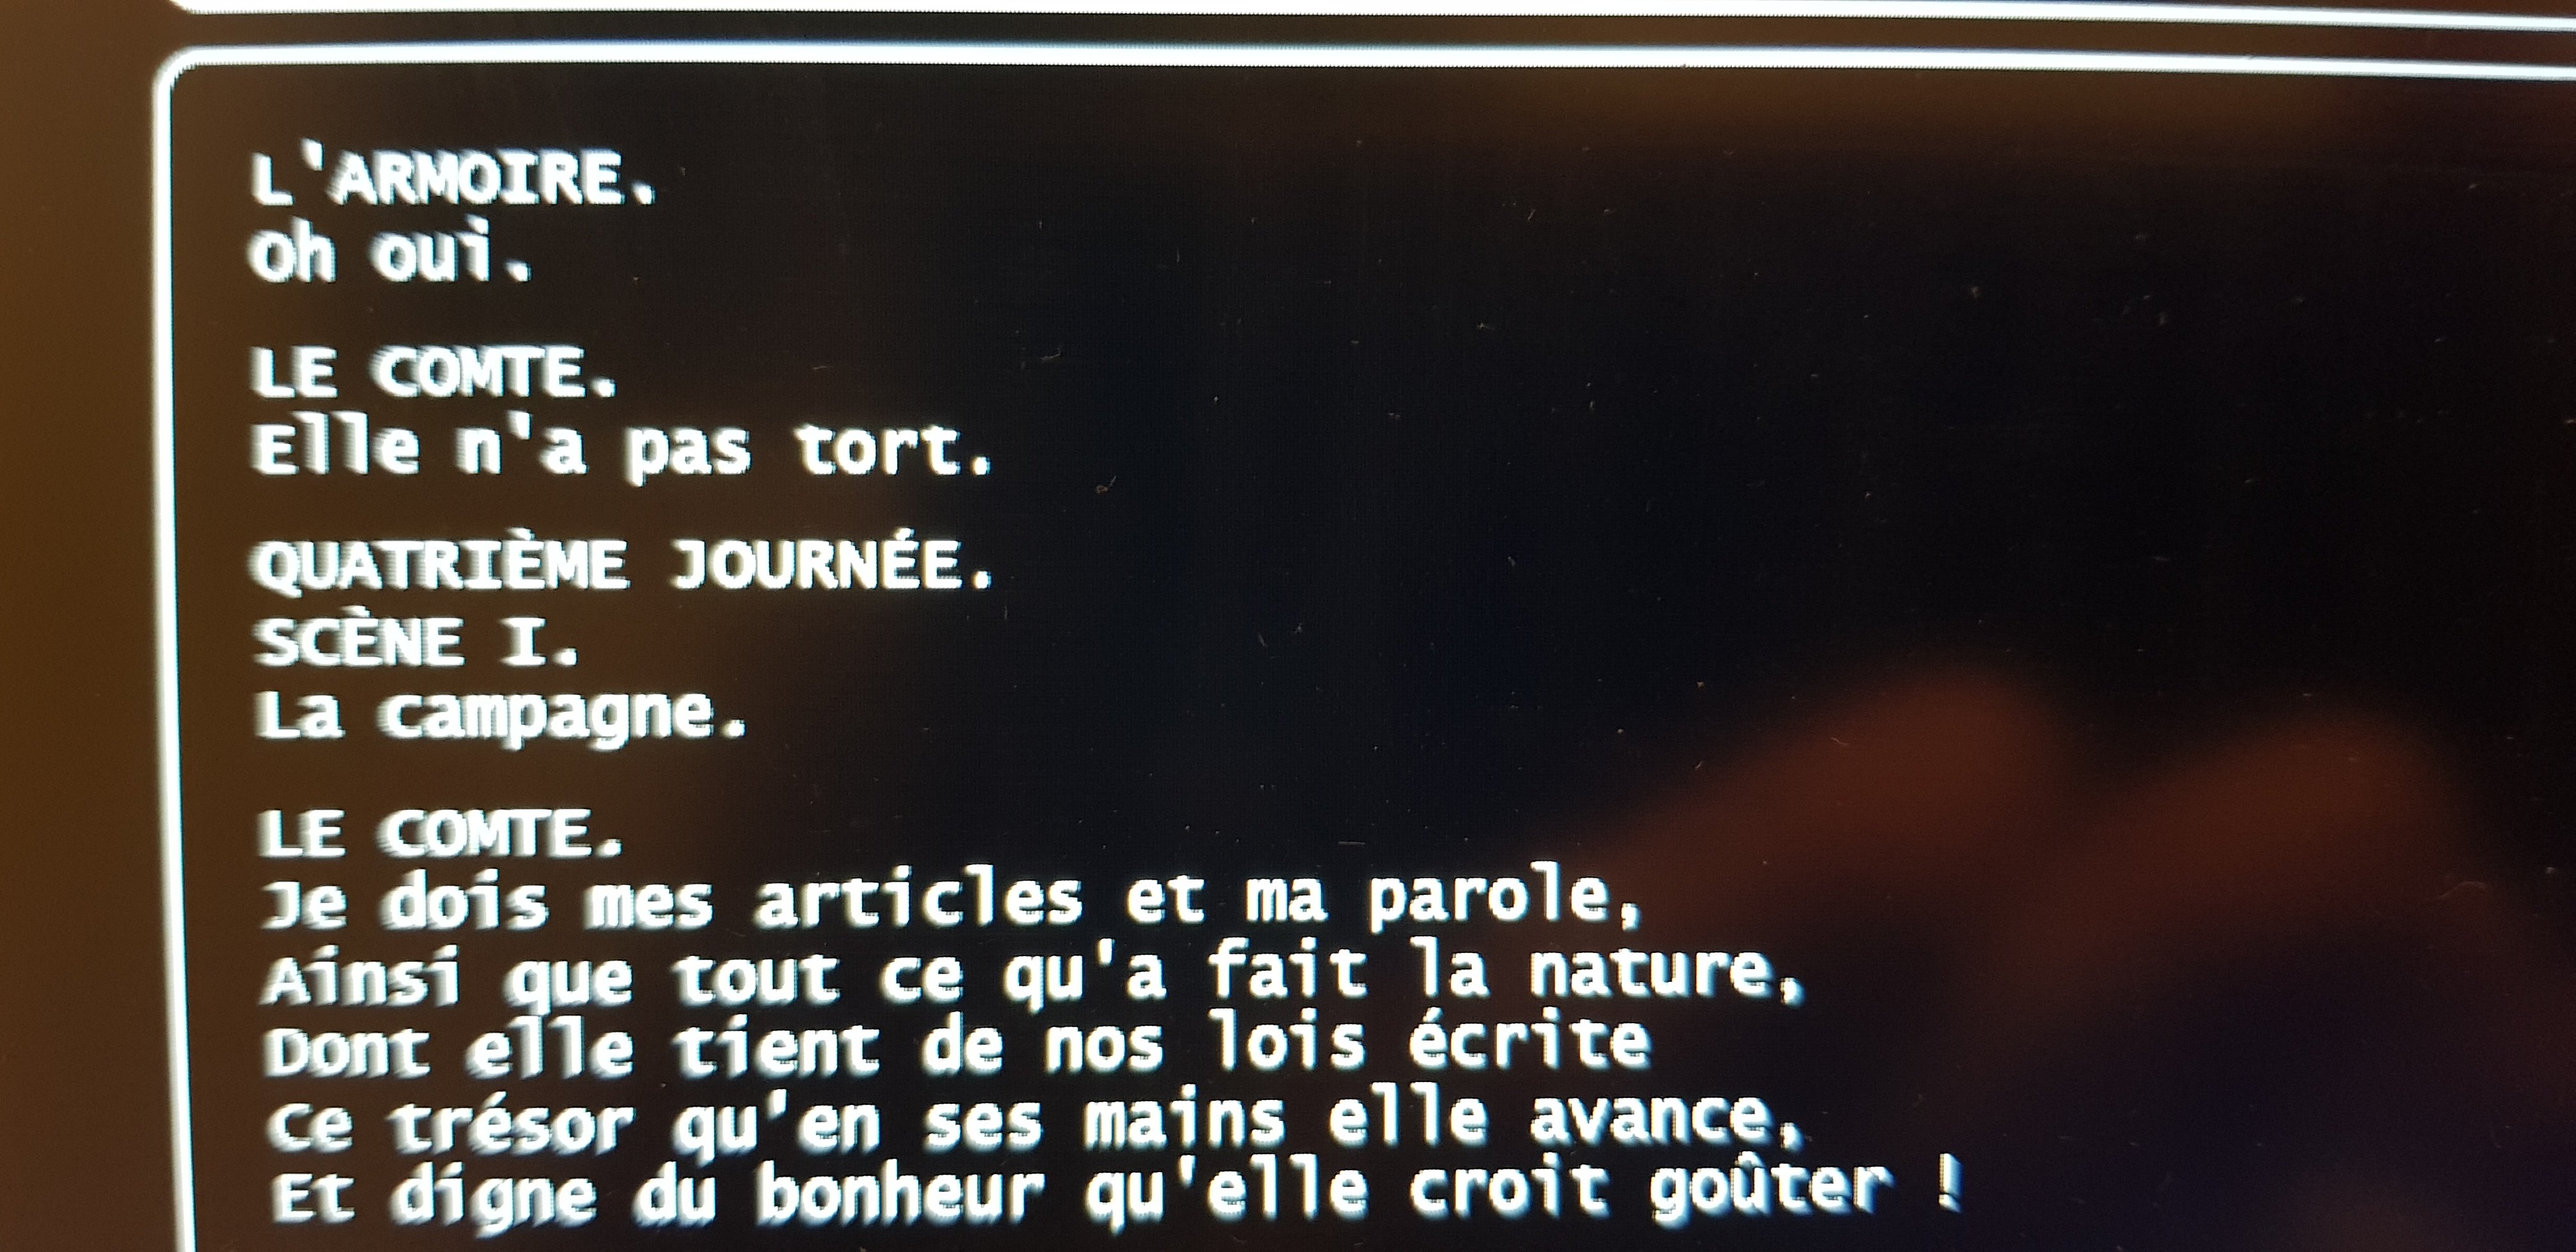 L'ARMOIRE.
Oh oui.
LE COMTE.
Elle n'a pas tort.
QUATRIÈME JOURNÉE.
SCÈNE I.
La campagne.
LE COMTE.
Je dois mes articles et ma parole,
Ainsi que tout ce qu'a fait la nature,
Dont elle tient de nos lois écrite
Ce trésor qu'en ses mains elle avance,
Et digne du bonheur qu'elle croit goûter !